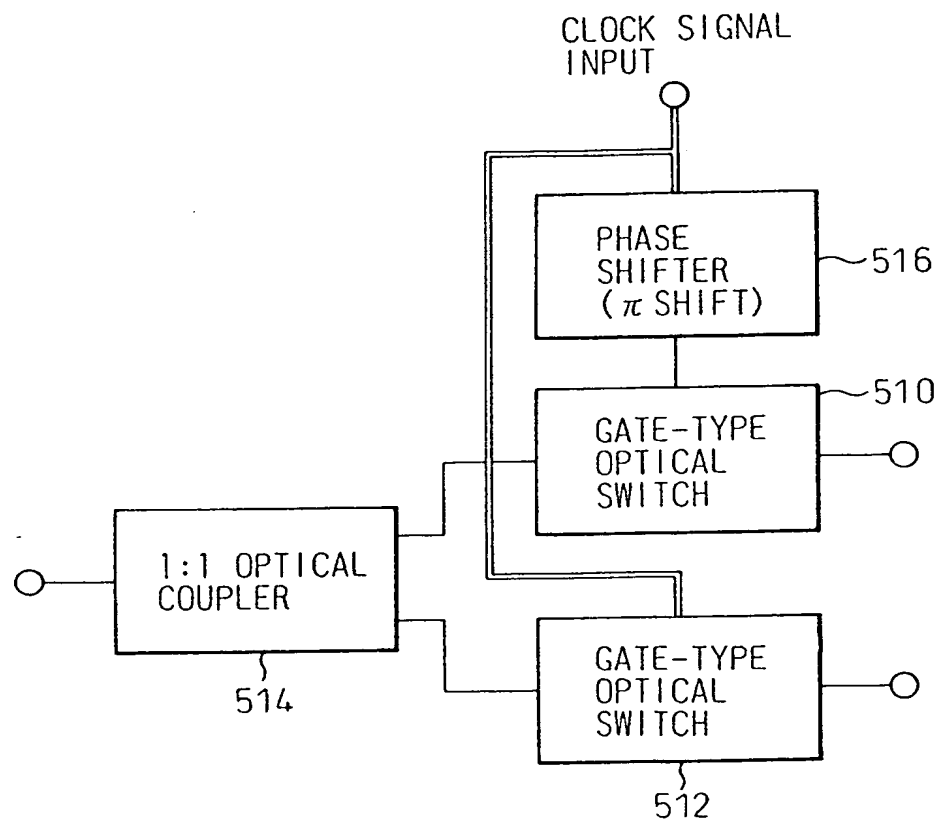 CLOCK SIGNAL
INPUT
PHASE
SHIFTER
(π SHIFT)
516
510
GATE-TYPE
OPTICAL
SWITCH
1:1 OPTICAL
COUPLER
514
GATE-TYPE
OPTICAL
SWITCH
512